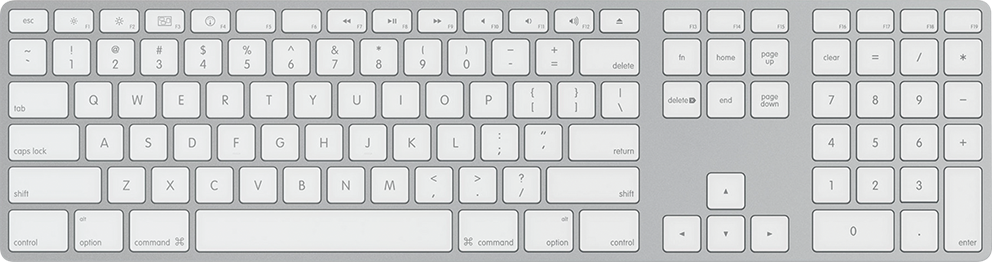 esc F1 F2 F3 F4 F5 F6 F7 F8 F9 F10 F11 F12 F13 F14 F15 F16 F17 F18 F19
~ ! @ # $ % ^ & * ( ) – +
` 1 2 3 4 5 6 7 8 9 0 - = delete fn home page up clear = / *
tab Q W E R T Y U I O P { [ } ] | \ delete end page down 7 8 9 –
caps lock A S D F G H J K L : ; " ' return 4 5 6 +
shift Z X C V B N M < , > . ? / shift 1 2 3
control alt option command ⌘ ⌘ command alt option control 0 . enter